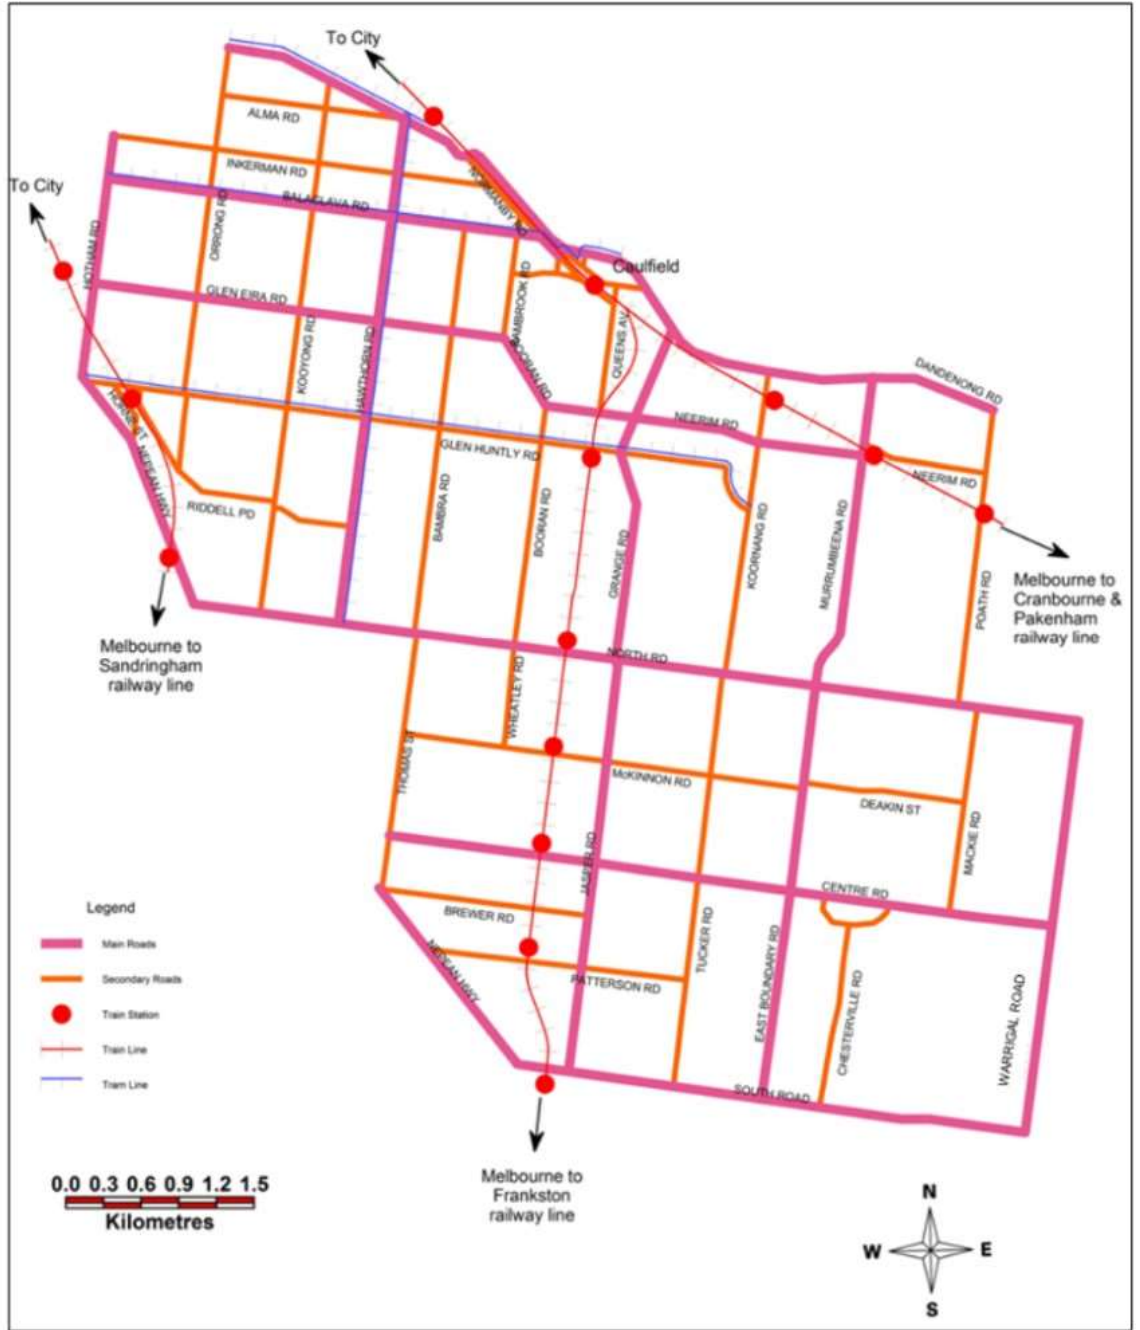 To City
ALMA RD
INKERMAN RD
NORMANBY RD
To City
BALACLAVA RD
ORRONG RD
HOTHAM RD
Caulfield
BAMBROOK RD
GLEN EIRA RD
QUEENS AV
KOOYONG RD
HAWTHORN RD
BOORAN RD
DANDENONG RD
HORNE ST
NEERIM RD
GLEN HUNTLY RD
NEERIM RD
NEPEAN HWY
RIDDELL PD
BAMBRA RD
BOORAN RD
GRANGE RD
KOORNANG RD
MURRUMBEENA RD
POATH RD
Melbourne to
Cranbourne &
Pakenham
railway line
Melbourne to
Sandringham
railway line
NORTH RD
WHEATLEY RD
THOMAS ST
McKINNON RD
DEAKIN ST
MACKIE RD
JASPER RD
CENTRE RD
BREWER RD
TUCKER RD
NEPEAN HWY
PATTERSON RD
EAST BOUNDARY RD
CHESTERVILLE RD
WARRIGAL ROAD
SOUTH ROAD
Legend
Main Roads
Secondary Roads
Train Station
Train Line
Tram Line
Melbourne to
Frankston
railway line
0.0 0.3 0.6 0.9 1.2 1.5
Kilometres
N
W E
S